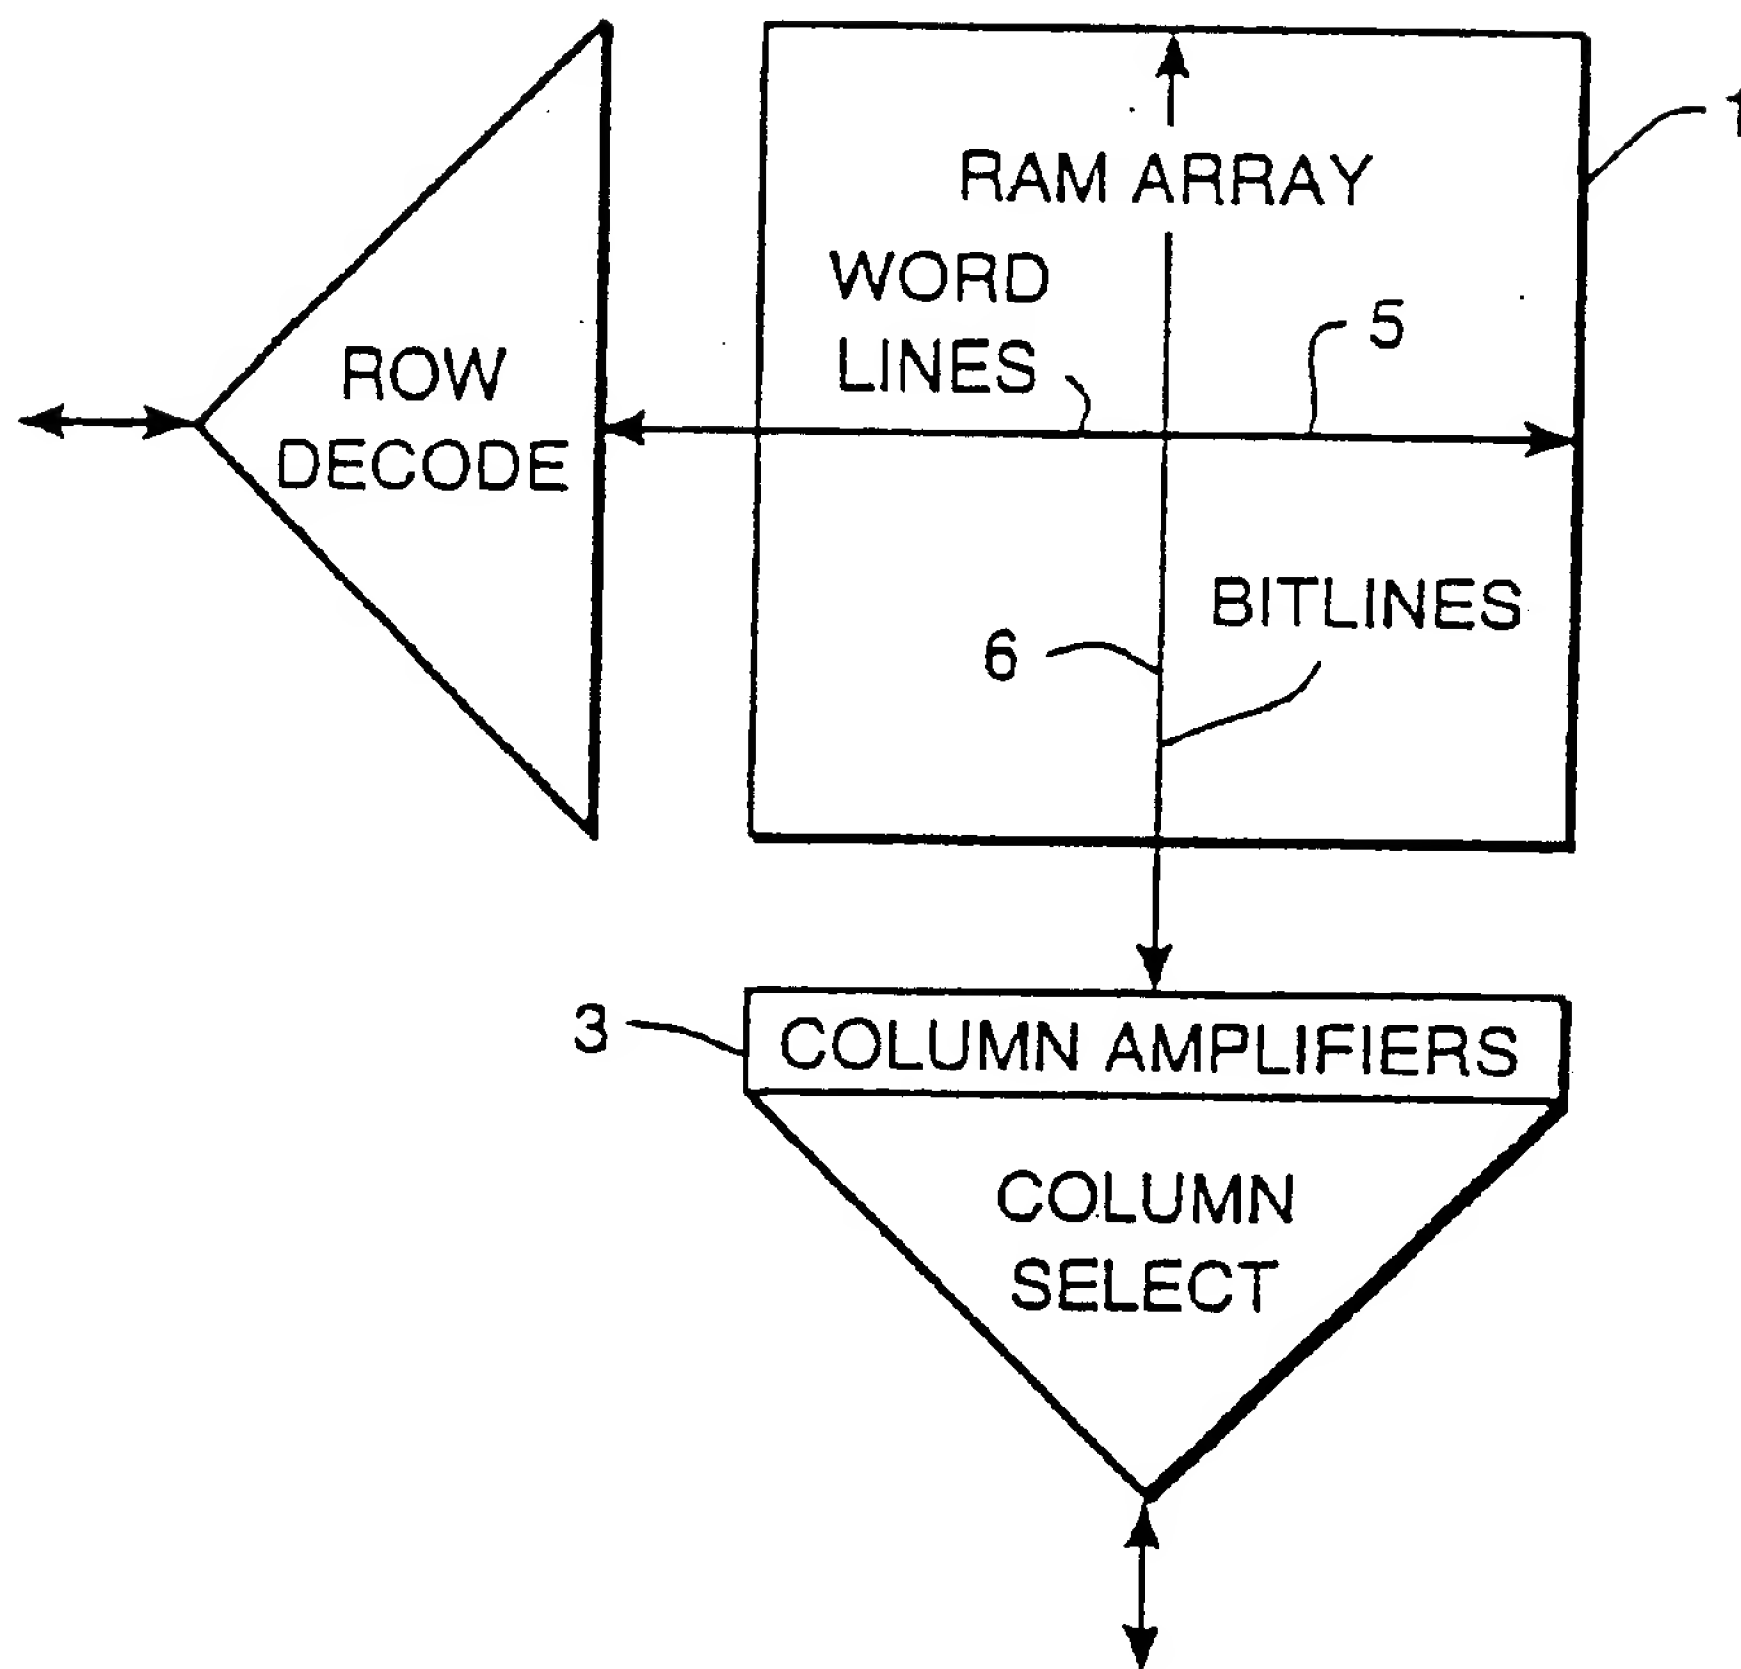 1
RAM ARRAY
WORD
LINES
5
ROW
DECODE
BITLINES
6
3
COLUMN AMPLIFIERS
COLUMN
SELECT